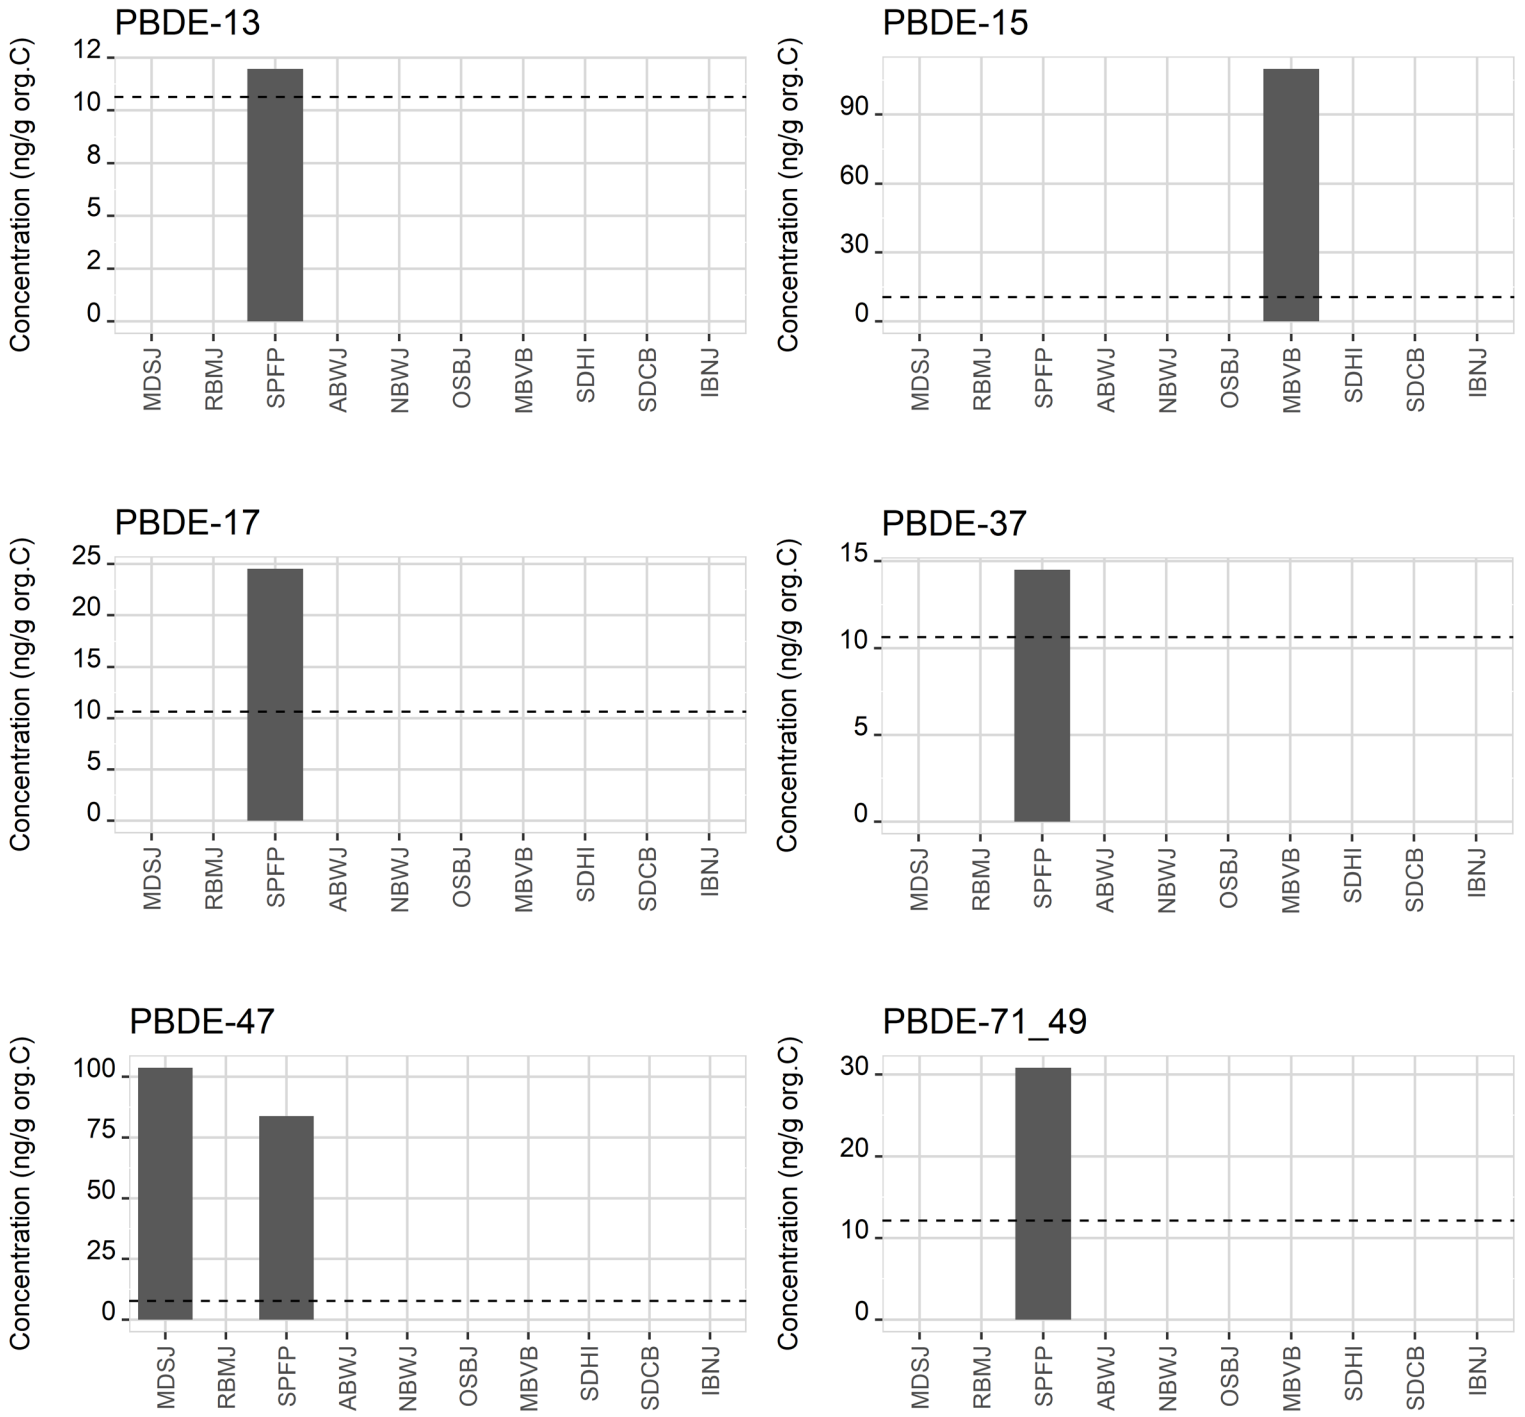 PBDE-13
Concentration (ng/g org.C)
12
10
8
5
2
0
MDSJ RBMJ SPFP ABWJ NBWJ OSBJ MBVB SDHI SDCB IBNJ
PBDE-15
Concentration (ng/g org.C)
90
60
30
0
MDSJ RBMJ SPFP ABWJ NBWJ OSBJ MBVB SDHI SDCB IBNJ
PBDE-17
Concentration (ng/g org.C)
25
20
15
10
5
0
MDSJ RBMJ SPFP ABWJ NBWJ OSBJ MBVB SDHI SDCB IBNJ
PBDE-37
Concentration (ng/g org.C)
15
10
5
0
MDSJ RBMJ SPFP ABWJ NBWJ OSBJ MBVB SDHI SDCB IBNJ
PBDE-47
Concentration (ng/g org.C)
100
75
50
25
0
MDSJ RBMJ SPFP ABWJ NBWJ OSBJ MBVB SDHI SDCB IBNJ
PBDE-71_49
Concentration (ng/g org.C)
30
20
10
0
MDSJ RBMJ SPFP ABWJ NBWJ OSBJ MBVB SDHI SDCB IBNJ